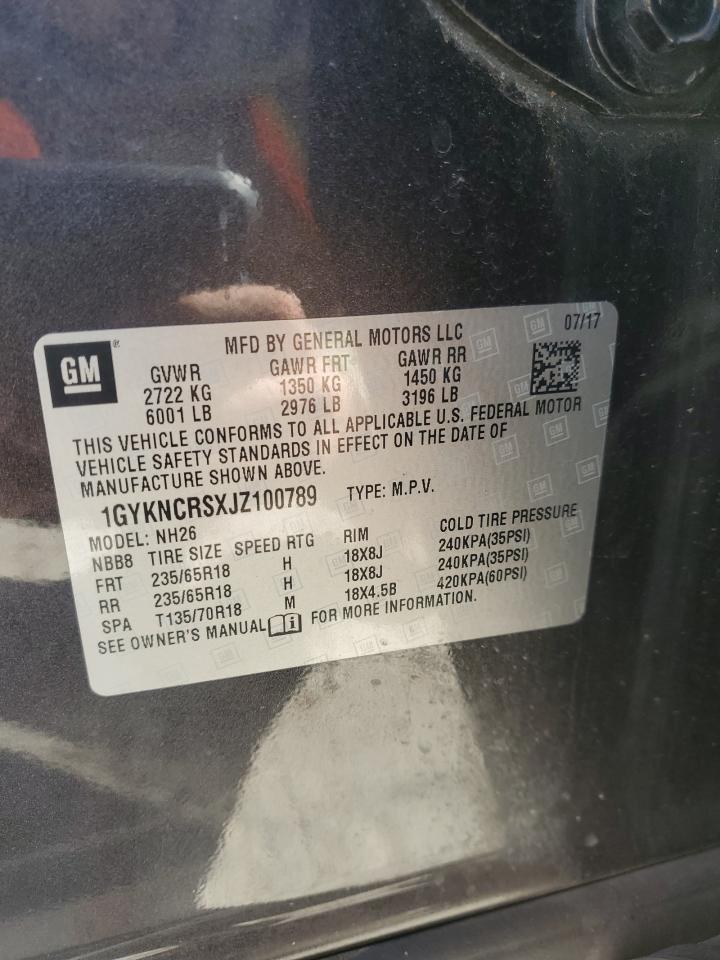 GM ®
MFD BY GENERAL MOTORS LLC 07/17
GVWR GAWR FRT GAWR RR
2722 KG 1350 KG 1450 KG
6001 LB 2976 LB 3196 LB
THIS VEHICLE CONFORMS TO ALL APPLICABLE U.S. FEDERAL MOTOR
VEHICLE SAFETY STANDARDS IN EFFECT ON THE DATE OF
MANUFACTURE SHOWN ABOVE.
1GYKNCRSXJZ100789 TYPE: M.P.V.
MODEL: NH26
NBB8 TIRE SIZE SPEED RTG RIM COLD TIRE PRESSURE
FRT 235/65R18 H 18X8J 240KPA(35PSI)
RR 235/65R18 H 18X8J 240KPA(35PSI)
SPA T135/70R18 M 18X4.5B 420KPA(60PSI)
SEE OWNER'S MANUAL i FOR MORE INFORMATION.